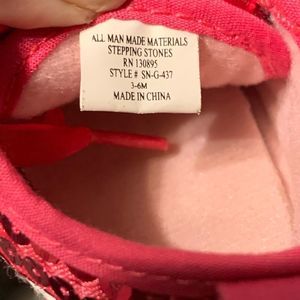 ALL MAN MADE MATERIALS
STEPPING STONES
RN 130895
STYLE # SN-G-437
3-6M
MADE IN CHINA